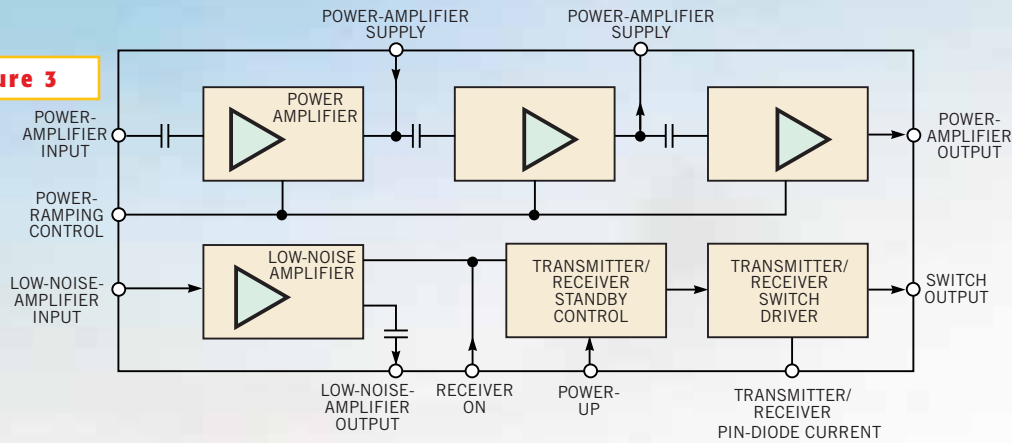 POWER-AMPLIFIER
SUPPLY
POWER-AMPLIFIER
SUPPLY
ure 3
POWER-
AMPLIFIER
INPUT
POWER
AMPLIFIER
POWER-
AMPLIFIER
OUTPUT
POWER-
RAMPING
CONTROL
LOW-NOISE-
AMPLIFIER
INPUT
LOW-NOISE
AMPLIFIER
TRANSMITTER/
RECEIVER
STANDBY
CONTROL
TRANSMITTER/
RECEIVER
SWITCH
DRIVER
SWITCH
OUTPUT
LOW-NOISE-
AMPLIFIER
OUTPUT
RECEIVER
ON
POWER-
UP
TRANSMITTER/
RECEIVER
PIN-DIODE CURRENT